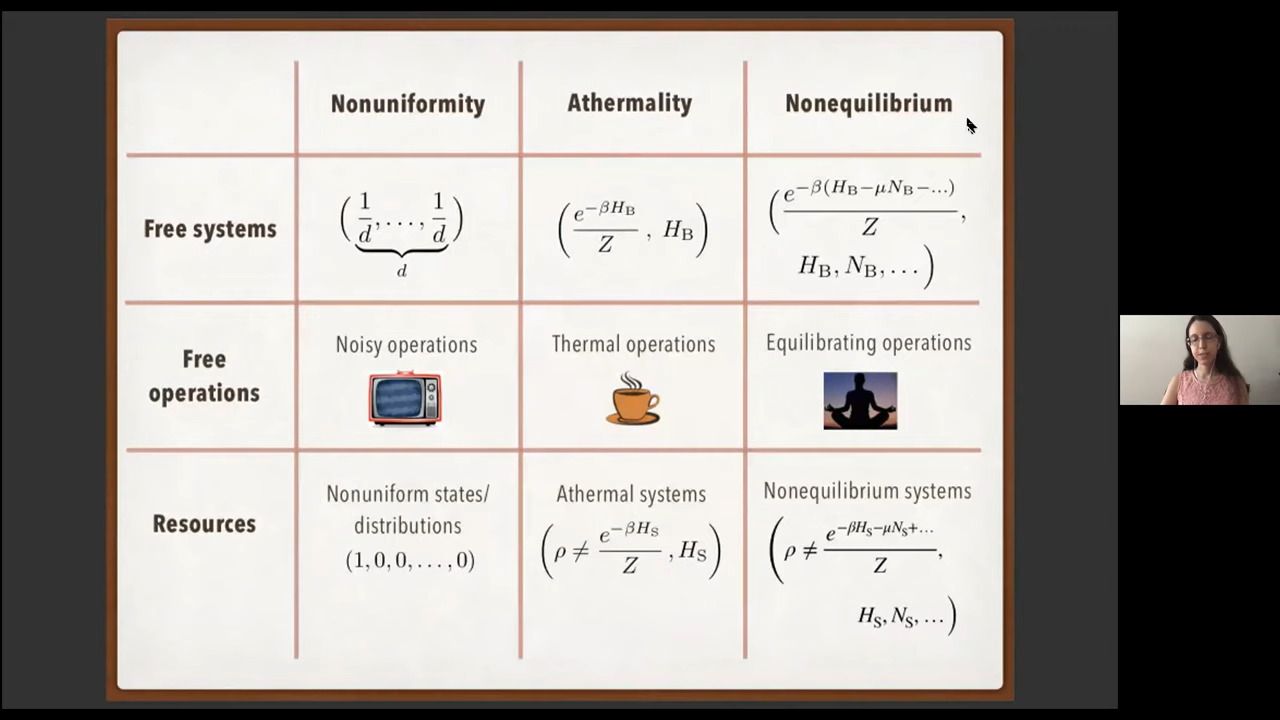 Nonuniformity
Athermality
Nonequilibrium
Free systems
(1/d, . . . , 1/d)
d
(e^{−βH_B}/Z , H_B)
(e^{−β(H_B−μN_B−...)}/Z,
H_B, N_B, . . .)
Free
operations
Noisy operations
Thermal operations
Equilibrating operations
Resources
Nonuniform states/
distributions
(1, 0, 0, . . . , 0)
Athermal systems
(ρ ≠ e^{−βH_S}/Z , H_S)
Nonequilibrium systems
(ρ ≠ e^{−βH_S−μN_S+...}/Z,
H_S, N_S, ...)